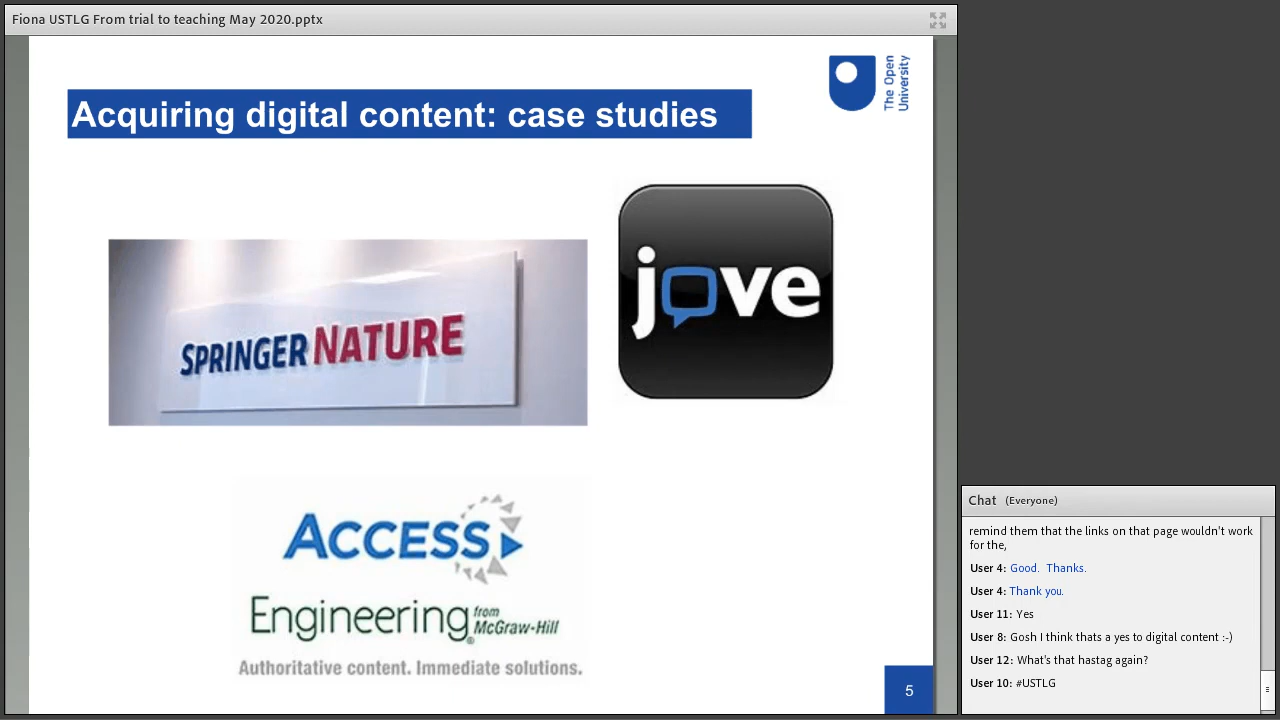 Fiona USTLG From trial to teaching May 2020.pptx
The Open
University
Acquiring digital content: case studies
jove
SPRINGER NATURE
ACCESS
Engineering® from
McGraw-Hill
Authoritative content. Immediate solutions.
5
Chat (Everyone)
remind them that the links on that page wouldn't work
for the,
User 4: Good. Thanks.
User 4: Thank you.
User 11: Yes
User 8: Gosh I think thats a yes to digital content :-)
User 12: What's that hastag again?
User 10: #USTLG